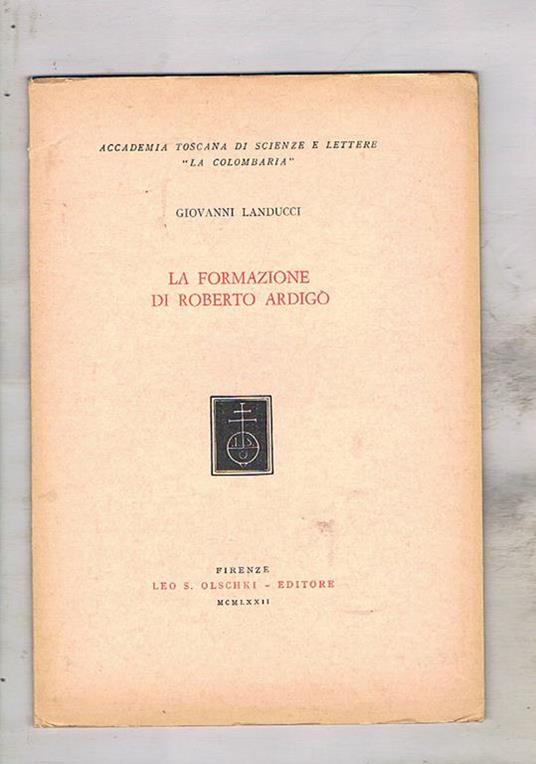 ACCADEMIA TOSCANA DI SCIENZE E LETTERE
"LA COLOMBARIA"
GIOVANNI LANDUCCI
LA FORMAZIONE
DI ROBERTO ARDIGÒ
FIRENZE
LEO S. OLSCHKI - EDITORE
MCMLXXII